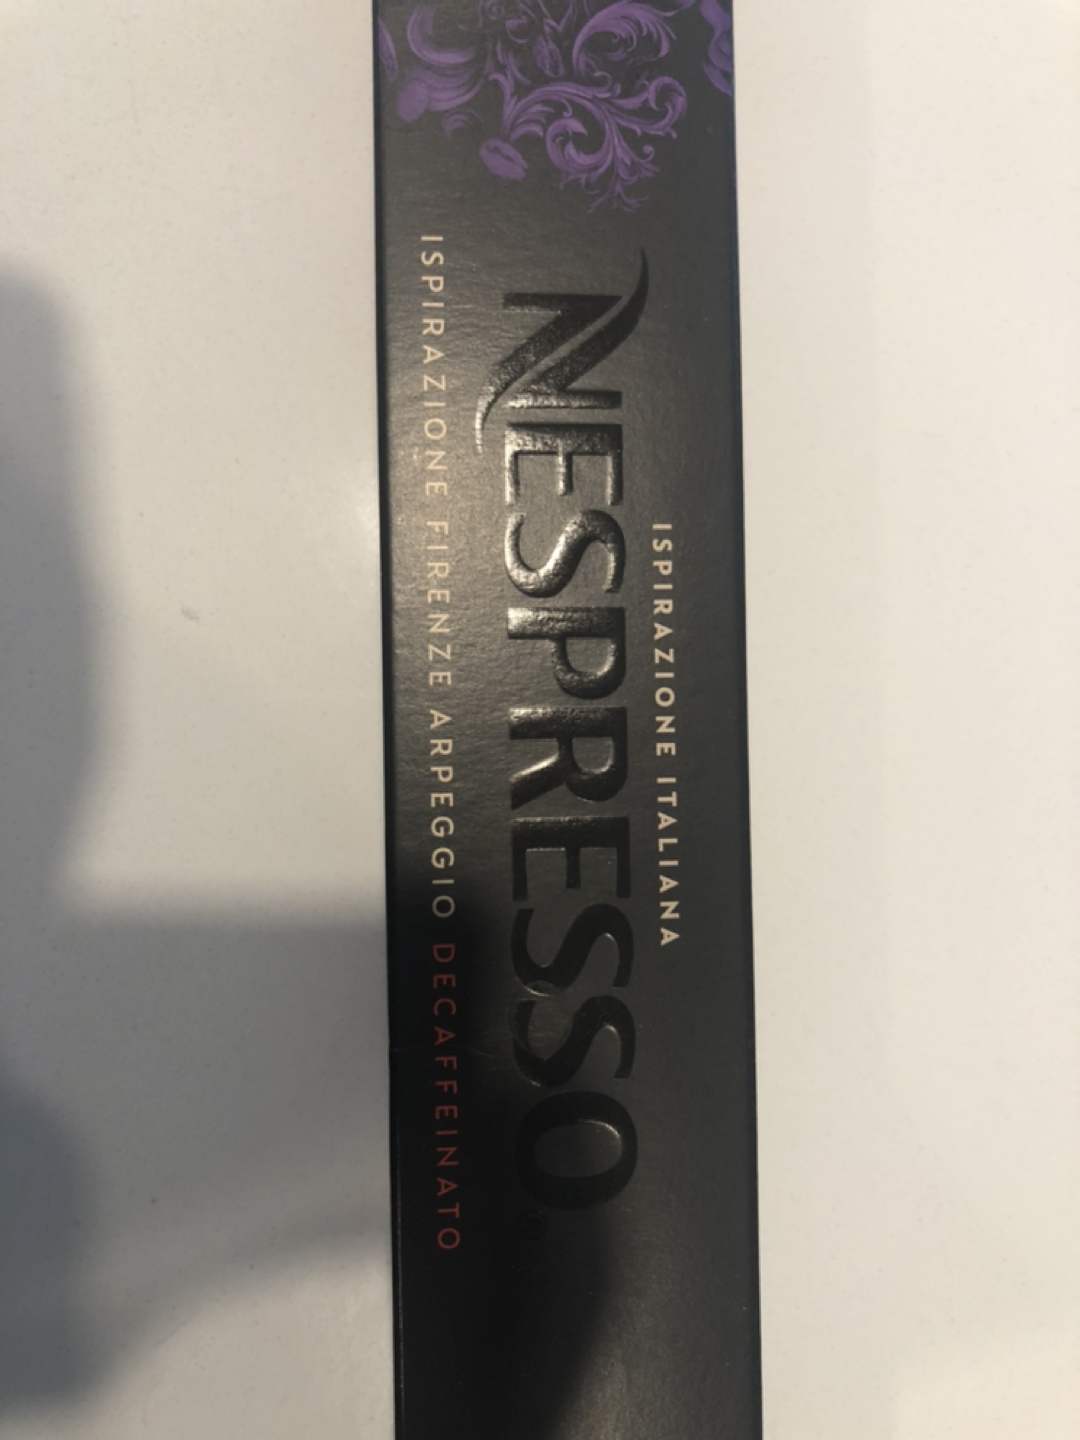 ISPIRAZIONE ITALIANA
NESPRESSO
ISPIRAZIONE FIRENZE ARPEGGIO DECAFFEINATO